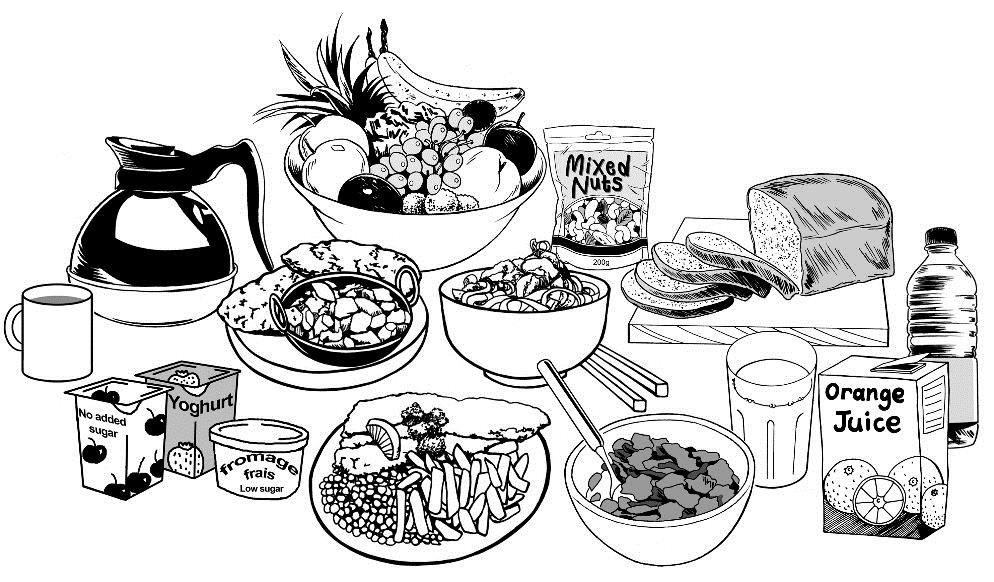 Mixed
Nuts
200g
Orange
Juice
Yoghurt
No added
sugar
fromage
frais
Low sugar